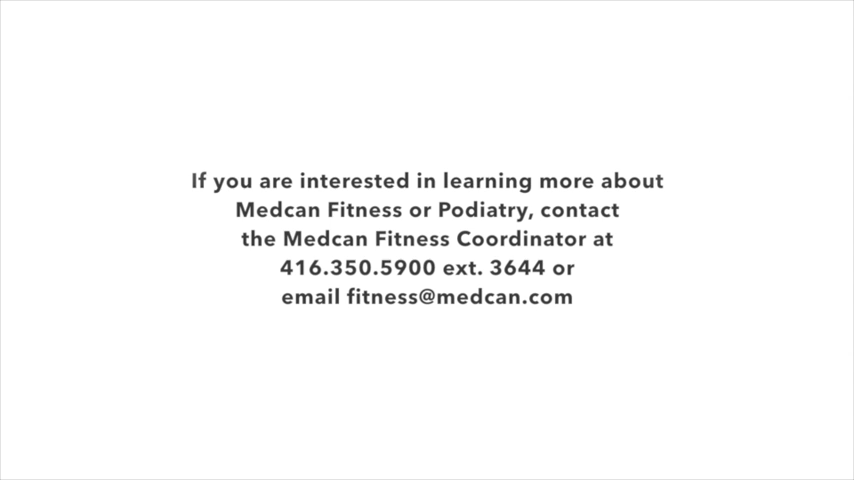 If you are interested in learning more about
Medcan Fitness or Podiatry, contact
the Medcan Fitness Coordinator at
416.350.5900 ext. 3644 or
email fitness@medcan.com